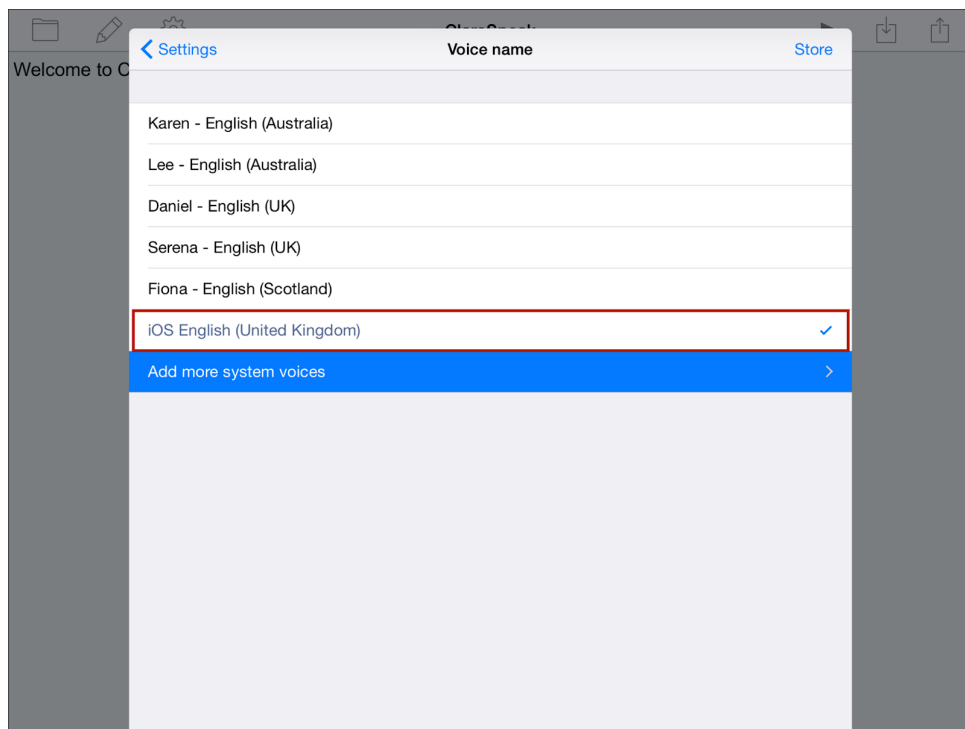 Settings
Voice name
Store
Welcome to
Karen - English (Australia)
Lee - English (Australia)
Daniel - English (UK)
Serena - English (UK)
Fiona - English (Scotland)
iOS English (United Kingdom)
Add more system voices